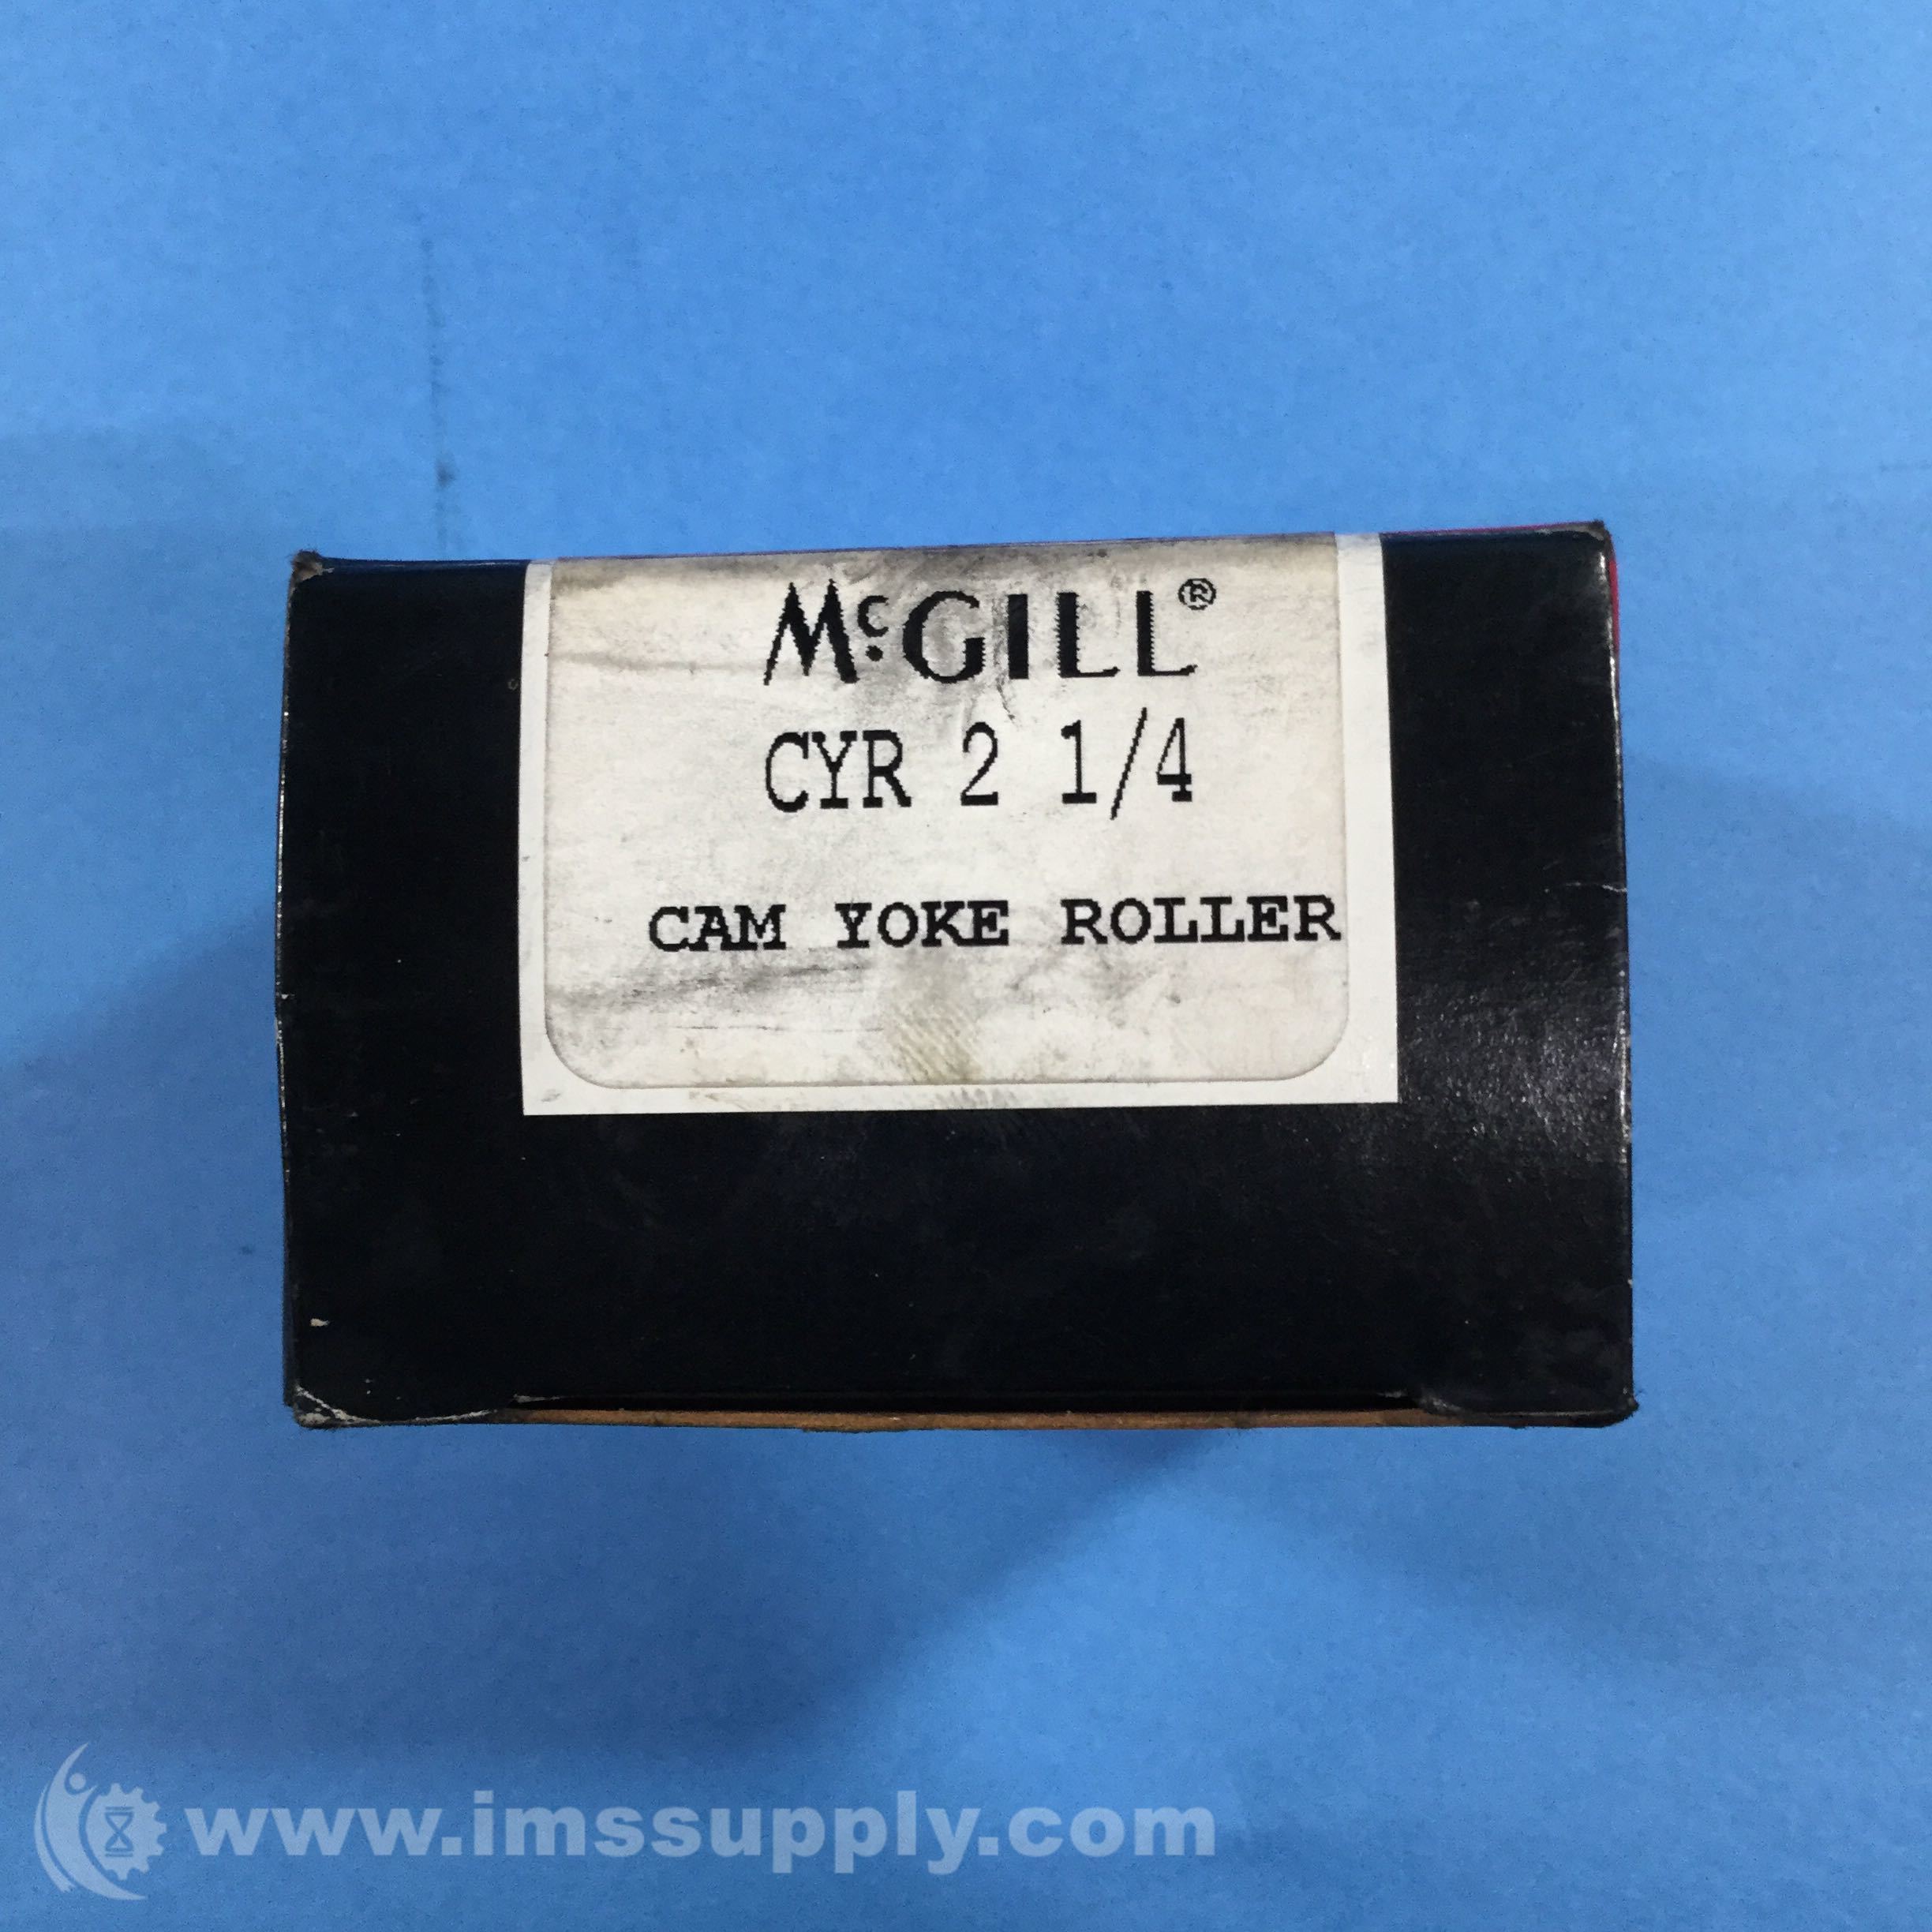 McGILL®
CYR 2 1/4
CAM YOKE ROLLER
www.imssupply.com